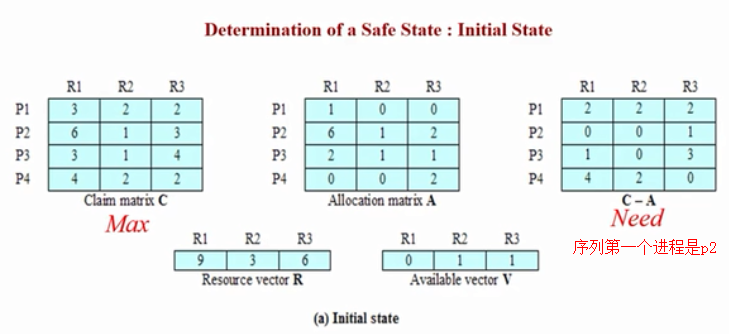 Determination of a Safe State : Initial State
R1 R2 R3
P1 3 2 2
P2 6 1 3
P3 3 1 4
P4 4 2 2
Claim matrix C
Max
R1 R2 R3
P1 1 0 0
P2 6 1 2
P3 2 1 1
P4 0 0 2
Allocation matrix A
R1 R2 R3
P1 2 2 2
P2 0 0 1
P3 1 0 3
P4 4 2 0
C – A
Need
序列第一个进程是p2
R1 R2 R3
9 3 6
Resource vector R
R1 R2 R3
0 1 1
Available vector V
(a) Initial state